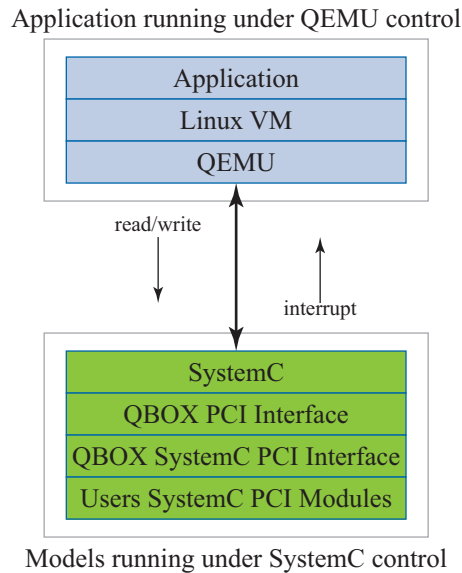 Application running under QEMU control
Application
Linux VM
QEMU
read/write
interrupt
SystemC
QBOX PCI Interface
QBOX SystemC PCI Interface
Users SystemC PCI Modules
Models running under SystemC control